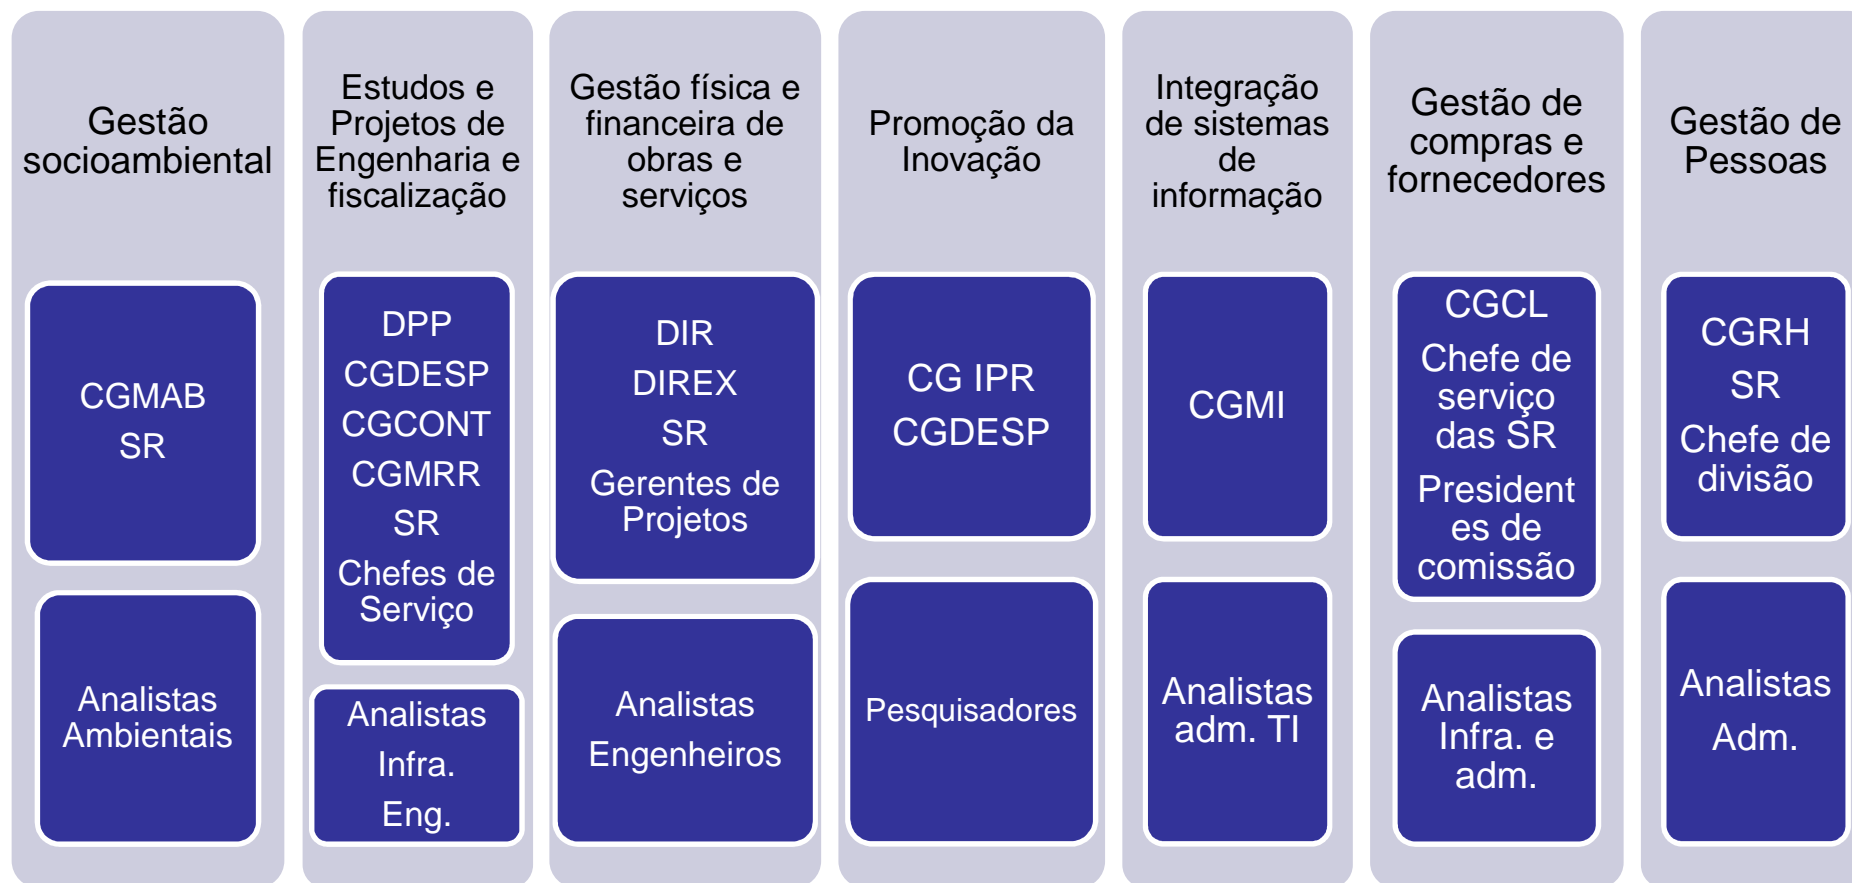 Gestão
socioambiental
CGMAB
SR
Analistas
Ambientais
Estudos e
Projetos de
Engenharia e
fiscalização
DPP
CGDESP
CGCONT
CGMRR
SR
Chefes de
Serviço
Analistas
Infra.
Eng.
Gestão física e
financeira de
obras e
serviços
DIR
DIREX
SR
Gerentes de
Projetos
Analistas
Engenheiros
Promoção da
Inovação
CG IPR
CGDESP
Pesquisadores
Integração
de sistemas
de
informação
CGMI
Analistas
adm. TI
Gestão de
compras e
fornecedores
CGCL
Chefe de
serviço
das SR
President
es de
comissão
Analistas
Infra. e
adm.
Gestão de
Pessoas
CGRH
SR
Chefe de
divisão
Analistas
Adm.